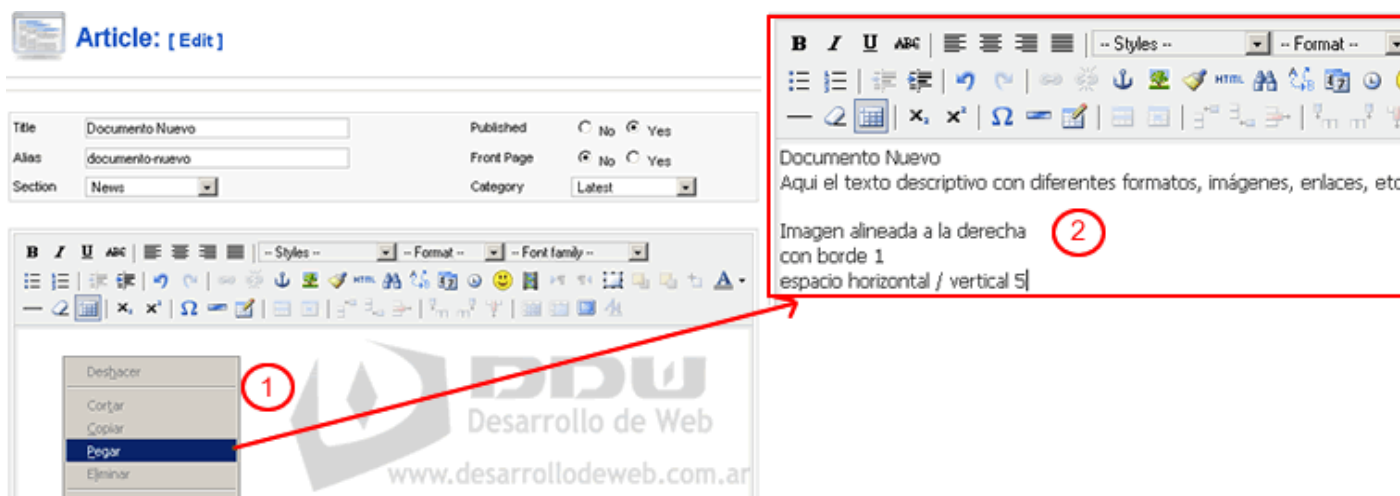 Article: [ Edit ]
Title Documento Nuevo Published No Yes
Alias documento-nuevo Front Page No Yes
Section News Category Latest
B I U ABC -- Styles -- -- Format -- -- Font family --
HTML
A
Deshacer
Cortar
Copiar
Pegar
Eliminar
1
DDW
Desarrollo de Web
www.desarrollodeweb.com.ar
B I U ABC -- Styles -- -- Format --
HTML
Documento Nuevo
Aqui el texto descriptivo con diferentes formatos, imágenes, enlaces, etc
Imagen alineada a la derecha
con borde 1
espacio horizontal / vertical 5
2